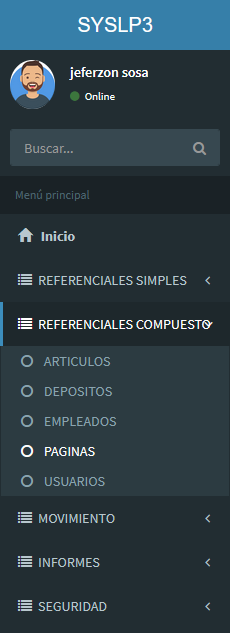 SYSLP3
jeferzon sosa
Online
Buscar...
Menú principal
Inicio
REFERENCIALES SIMPLES
REFERENCIALES COMPUESTO
ARTICULOS
DEPOSITOS
EMPLEADOS
PAGINAS
USUARIOS
MOVIMIENTO
INFORMES
SEGURIDAD